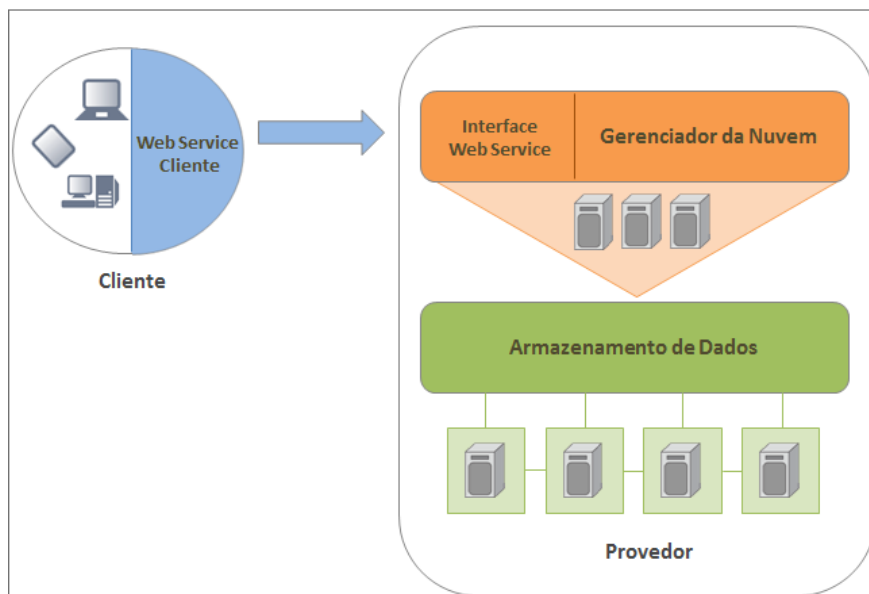 Web Service
Cliente
Cliente
Interface
Web Service
Gerenciador da Nuvem
Armazenamento de Dados
Provedor